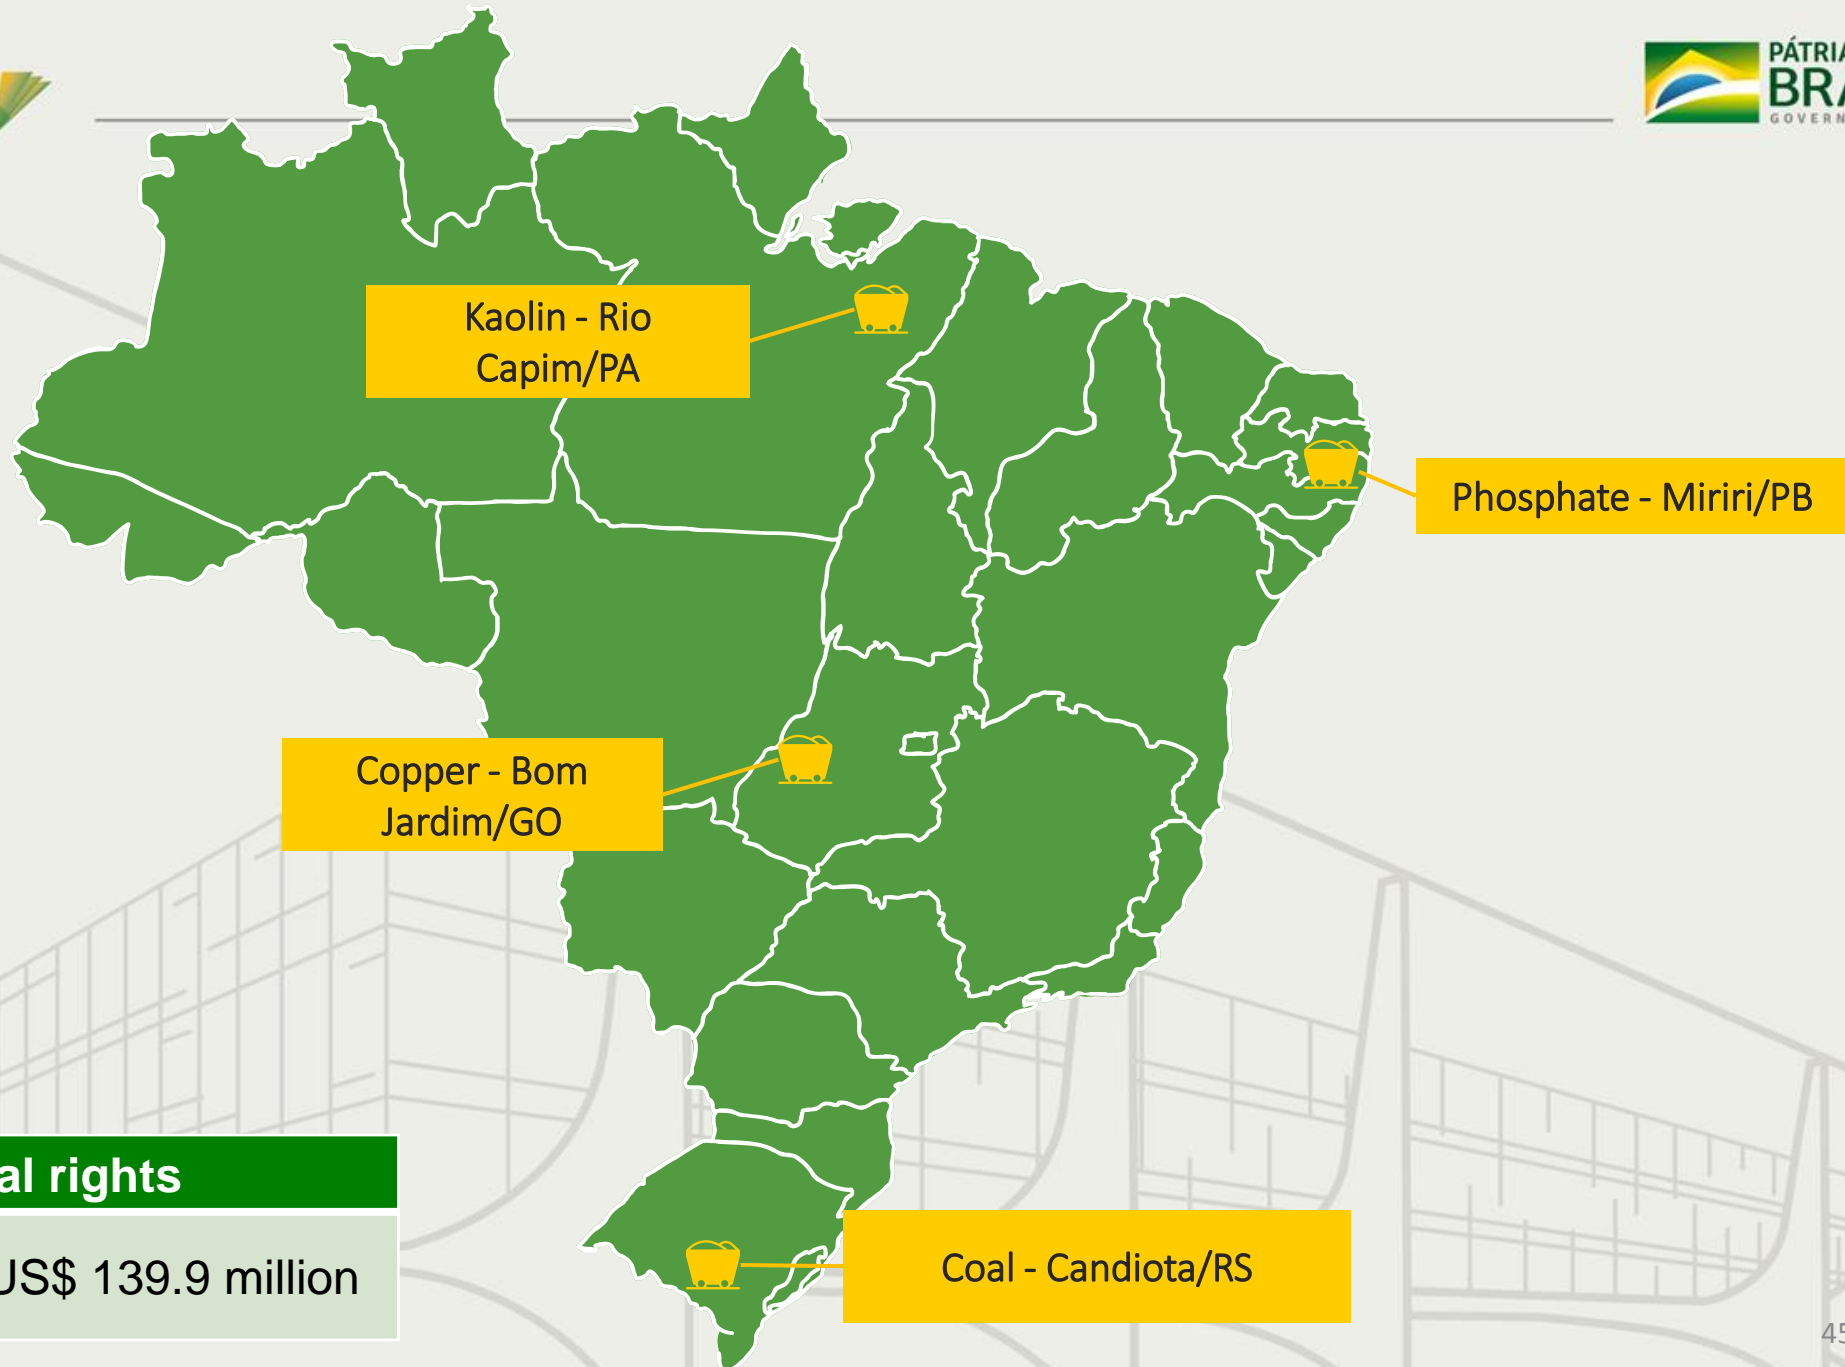 PÁTRIA
BRA
GOVERN
Kaolin - Rio
Capim/PA
Phosphate - Miriri/PB
Copper - Bom
Jardim/GO
al rights
US$ 139.9 million
Coal - Candiota/RS
45